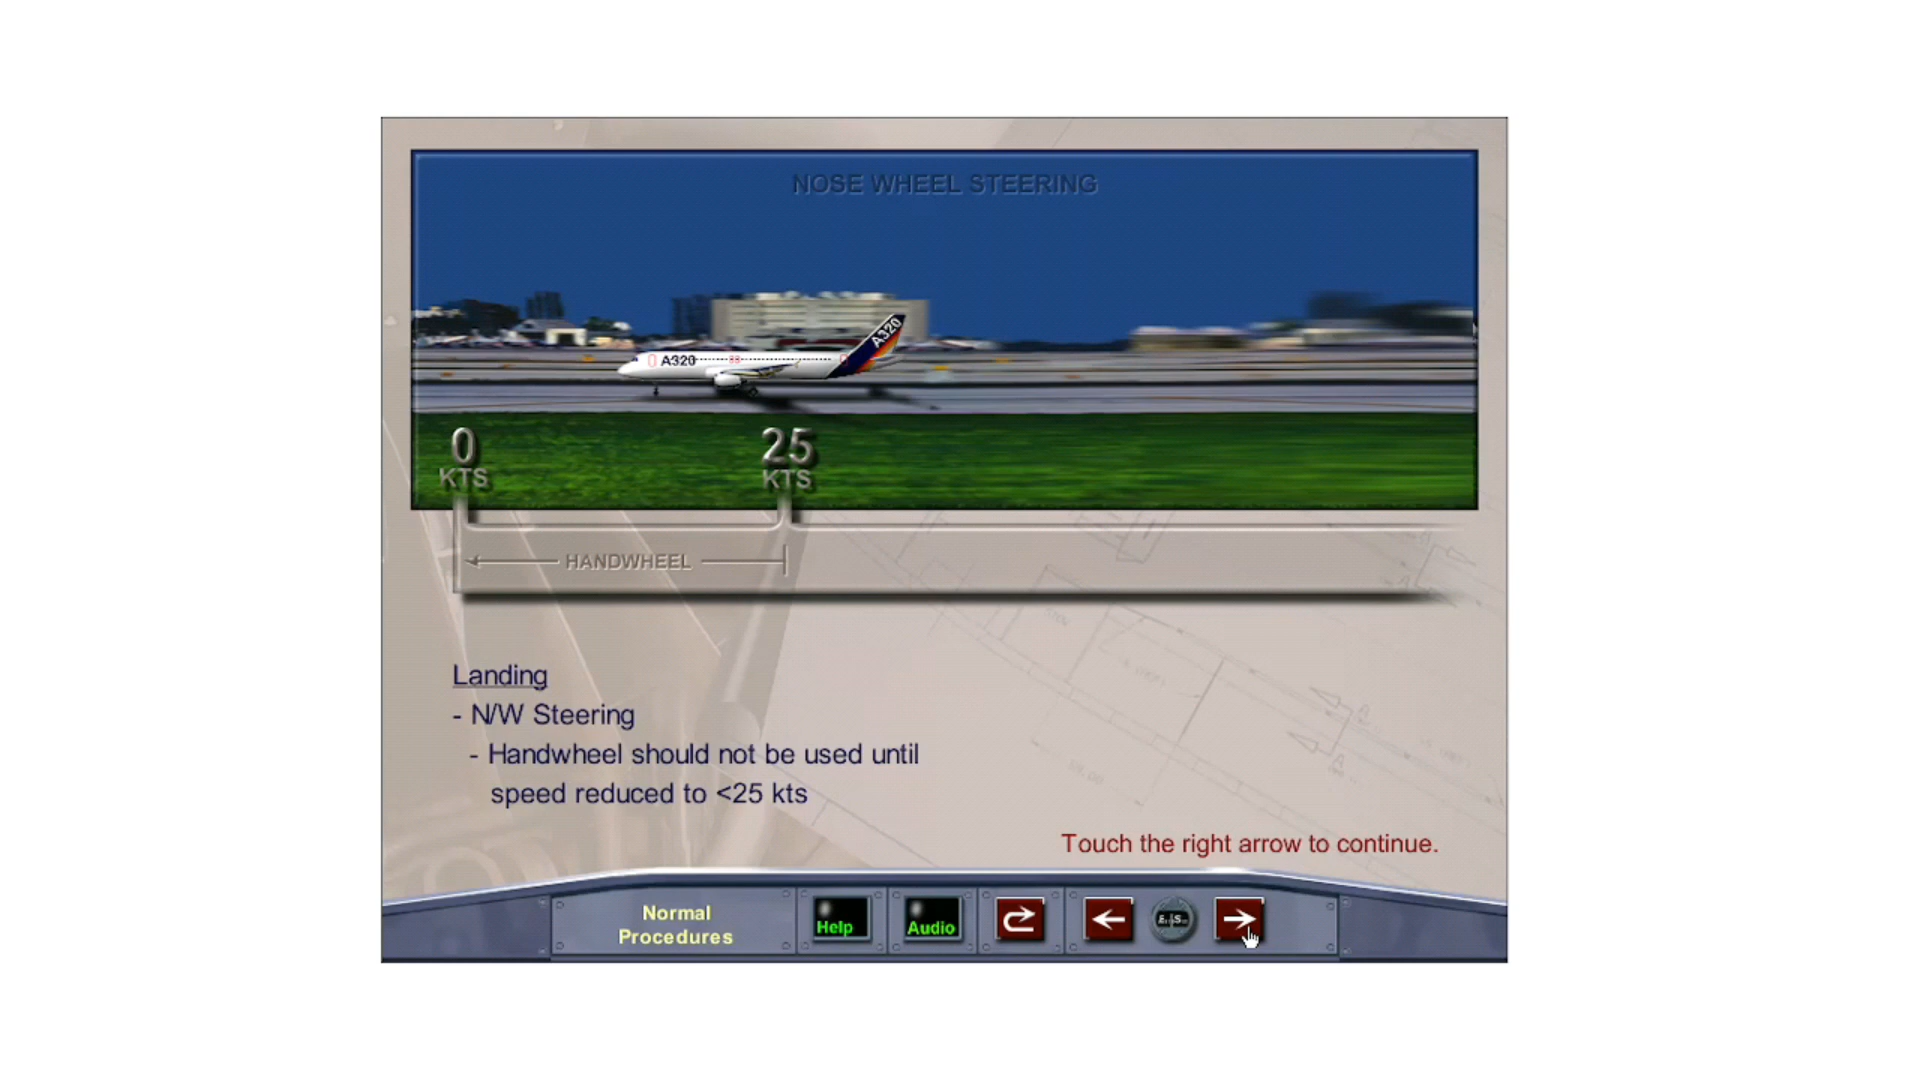 NOSE WHEEL STEERING
A320
A320
0
KTS
25
KTS
HANDWHEEL
Landing
- N/W Steering
- Handwheel should not be used until
speed reduced to <25 kts
Touch the right arrow to continue.
Normal
Procedures
Help
Audio